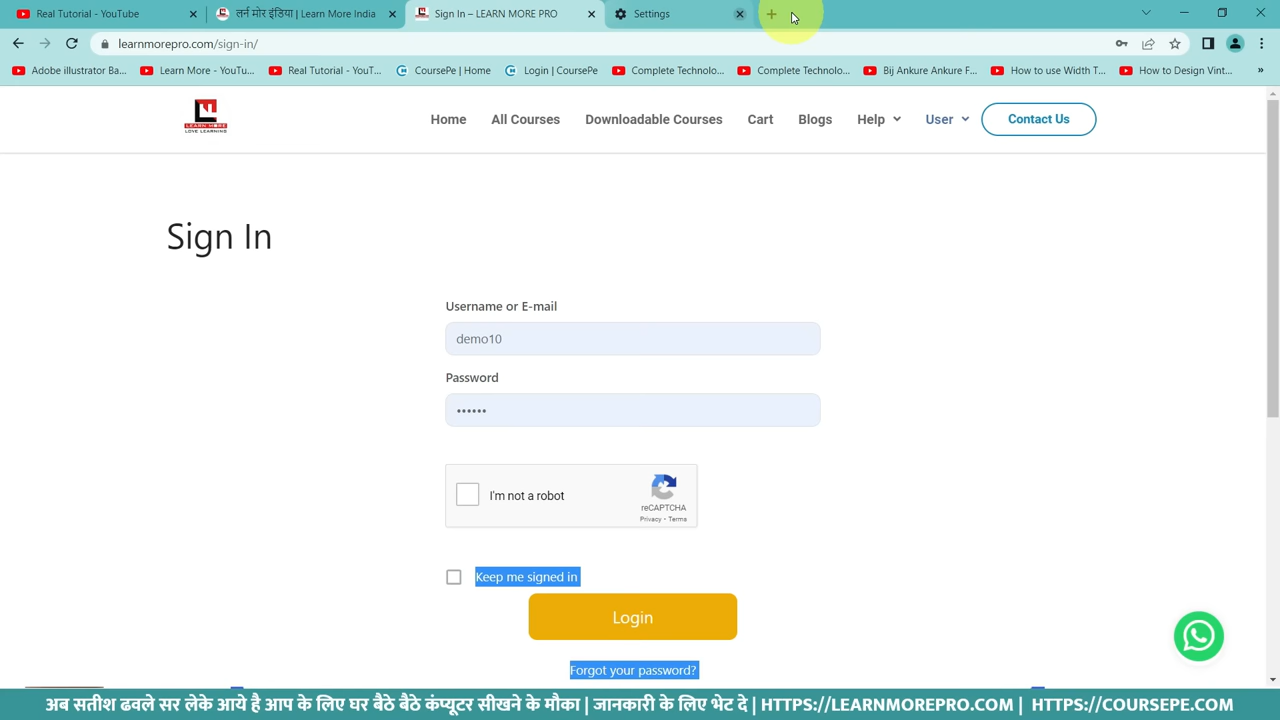 Real Tutorial - YouTube
लर्न मोर इंडिया | Learn More India
Sign In – LEARN MORE PRO
Settings
learnmorepro.com/sign-in/
Adobe illustrator Ba...
Learn More - YouTu...
Real Tutorial - YouT...
CoursePe | Home
Login | CoursePe
Complete Technolo...
Complete Technolo...
Bij Ankure Ankure F...
How to use Width T...
How to Design Vint...
LEARN MORE
LOVE LEARNING
Home
All Courses
Downloadable Courses
Cart
Blogs
Help
User
Contact Us
Sign In
Username or E-mail
demo10
Password
••••••
I'm not a robot
reCAPTCHA
Privacy - Terms
Keep me signed in
Login
Forgot your password?
अब सतीश ढवले सर लेके आये है आप के लिए घर बैठे बैठे कंप्यूटर सीखने के मौका | जानकारी के लिए भेट दे | HTTPS://LEARNMOREPRO.COM | HTTPS://COURSEPE.COM